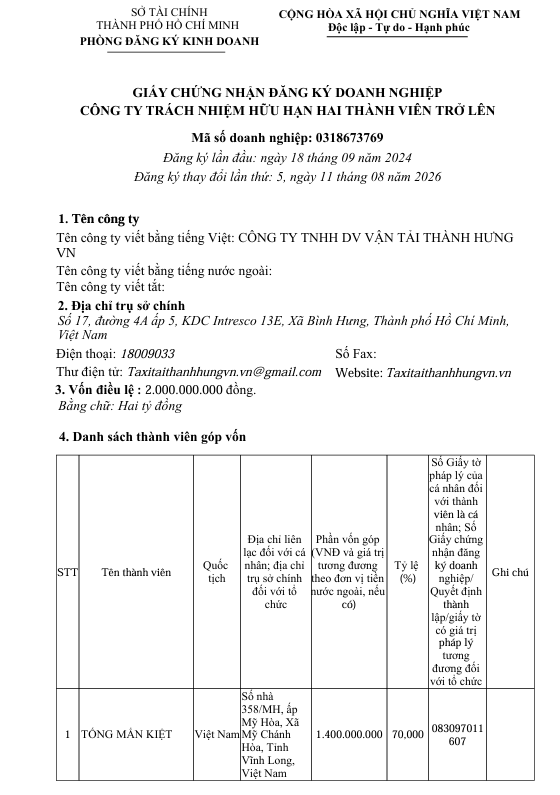 SỞ TÀI CHÍNH
THÀNH PHỐ HỒ CHÍ MINH
PHÒNG ĐĂNG KÝ KINH DOANH
CỘNG HÒA XÃ HỘI CHỦ NGHĨA VIỆT NAM
Độc lập - Tự do - Hạnh phúc
GIẤY CHỨNG NHẬN ĐĂNG KÝ DOANH NGHIỆP
CÔNG TY TRÁCH NHIỆM HỮU HẠN HAI THÀNH VIÊN TRỞ LÊN
Mã số doanh nghiệp: 0318673769
Đăng ký lần đầu: ngày 18 tháng 09 năm 2024
Đăng ký thay đổi lần thứ: 5, ngày 11 tháng 08 năm 2026
1. Tên công ty
Tên công ty viết bằng tiếng Việt: CÔNG TY TNHH DV VẬN TẢI THÀNH HƯNG
VN
Tên công ty viết bằng tiếng nước ngoài:
Tên công ty viết tắt:
2. Địa chỉ trụ sở chính
Số 17, đường 4A ấp 5, KDC Intresco 13E, Xã Bình Hưng, Thành phố Hồ Chí Minh,
Việt Nam
Điện thoại: 18009033
Số Fax:
Thư điện tử: Taxitaithanhhungvn.vn@gmail.com
Website: Taxitaithanhhungvn.vn
3. Vốn điều lệ : 2.000.000.000 đồng.
Bằng chữ: Hai tỷ đồng
4. Danh sách thành viên góp vốn
STT
Tên thành viên
Quốc
tịch
Địa chỉ liên
lạc đối với cá
nhân; địa chỉ
trụ sở chính
đối với tổ
chức
Phần vốn góp
(VNĐ và giá trị
tương đương
theo đơn vị tiền
nước ngoài, nếu
có)
Tỷ lệ
(%)
Số Giấy tờ
pháp lý của
cá nhân đối
với thành
viên là cá
nhân; Số
Giấy chứng
nhận đăng
ký doanh
nghiệp/
Quyết định
thành
lập/giấy tờ
có giá trị
pháp lý
tương
đương đối
với tổ chức
Ghi chú
1
TỐNG MẪN KIỆT
Việt Nam
Số nhà
358/MH, ấp
Mỹ Hòa, Xã
Mỹ Chánh
Hòa, Tỉnh
Vĩnh Long,
Việt Nam
1.400.000.000
70,000
083097011
607